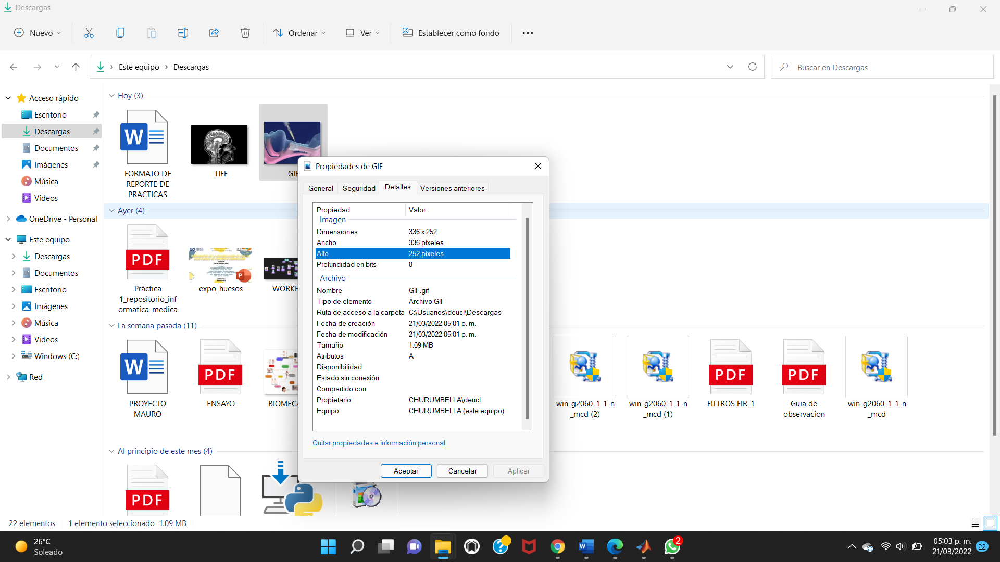 Descargas
Nuevo
Ordenar
Ver
Establecer como fondo
Este equipo
Descargas
Buscar en Descargas
Acceso rápido
Escritorio
Descargas
Documentos
Imágenes
Música
Videos
OneDrive - Personal
Este equipo
Descargas
Documentos
Escritorio
Imágenes
Música
Videos
Windows (C:)
Red
Hoy (3)
FORMATO DE
REPORTE DE
PRACTICAS
TIFF
GIF
Ayer (4)
PDF
Práctica
1_repositorio_inf
ormatica_medica
expo_huesos
WORKF
La semana pasada (11)
PROYECTO
MAURO
PDF
ENSAYO
BIOMECA
win-g2060-1_1-n
_mcd (2)
win-g2060-1_1-n
_mcd (1)
PDF
FILTROS FIR-1
PDF
Guia de
observacion
win-g2060-1_1-n
_mcd
Al principio de este mes (4)
PDF
Propiedades de GIF
General
Seguridad
Detalles
Versiones anteriores
Propiedad Valor
Imagen
Dimensiones 336 x 252
Ancho 336 píxeles
Alto 252 píxeles
Profundidad en bits 8
Archivo
Nombre GIF.gif
Tipo de elemento Archivo GIF
Ruta de acceso a la carpeta C:\Usuarios\deucl\Descargas
Fecha de creación 21/03/2022 05:01 p. m.
Fecha de modificación 21/03/2022 05:01 p. m.
Tamaño 1.09 MB
Atributos A
Disponibilidad
Estado sin conexión
Compartido con
Propietario CHURUMBELLA\deucl
Equipo CHURUMBELLA (este equipo)
Quitar propiedades e información personal
Aceptar
Cancelar
Aplicar
22 elementos
1 elemento seleccionado 1.09 MB
26°C
Soleado
2
05:03 p. m.
21/03/2022
22